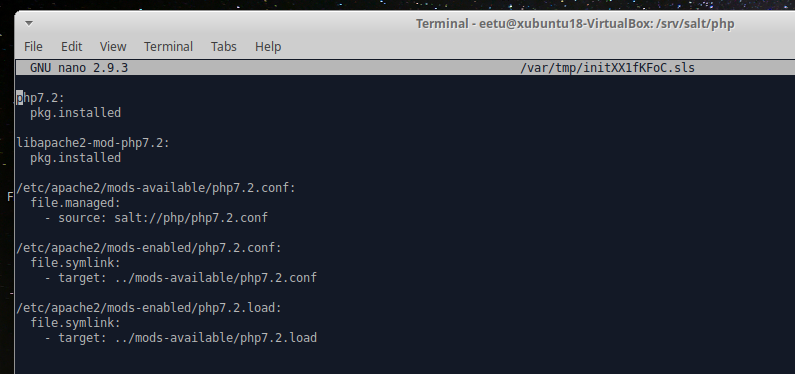 Terminal - eetu@xubuntu18-VirtualBox: /srv/salt/php
File Edit View Terminal Tabs Help
GNU nano 2.9.3 /var/tmp/initXX1fKFoC.sls
php7.2:
pkg.installed
libapache2-mod-php7.2:
pkg.installed
/etc/apache2/mods-available/php7.2.conf:
file.managed:
- source: salt://php/php7.2.conf
/etc/apache2/mods-enabled/php7.2.conf:
file.symlink:
- target: ../mods-available/php7.2.conf
/etc/apache2/mods-enabled/php7.2.load:
file.symlink:
- target: ../mods-available/php7.2.load